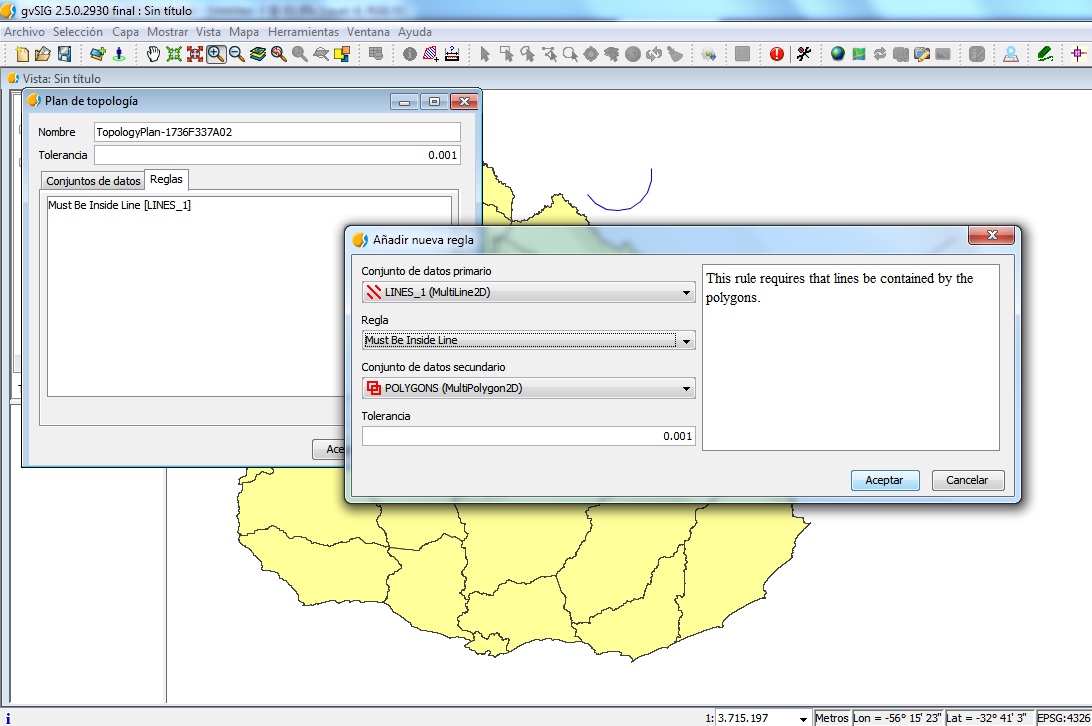 gvSIG 2.5.0.2930 final : Sin título
Archivo Selección Capa Mostrar Vista Mapa Herramientas Ventana Ayuda
Vista: Sin título
Plan de topología
Nombre TopologyPlan-1736F337A02
Tolerancia 0.001
Conjuntos de datos Reglas
Must Be Inside Line [LINES_1]
Añadir nueva regla
Conjunto de datos primario
LINES_1 (MultiLine2D)
Regla
Must Be Inside Line
Conjunto de datos secundario
POLYGONS (MultiPolygon2D)
Tolerancia
0.001
This rule requires that lines be contained by the
polygons.
Aceptar Cancelar
1: 3.715.197 Metros Lon = -56° 15' 23" Lat = -32° 41' 3" EPSG:4326